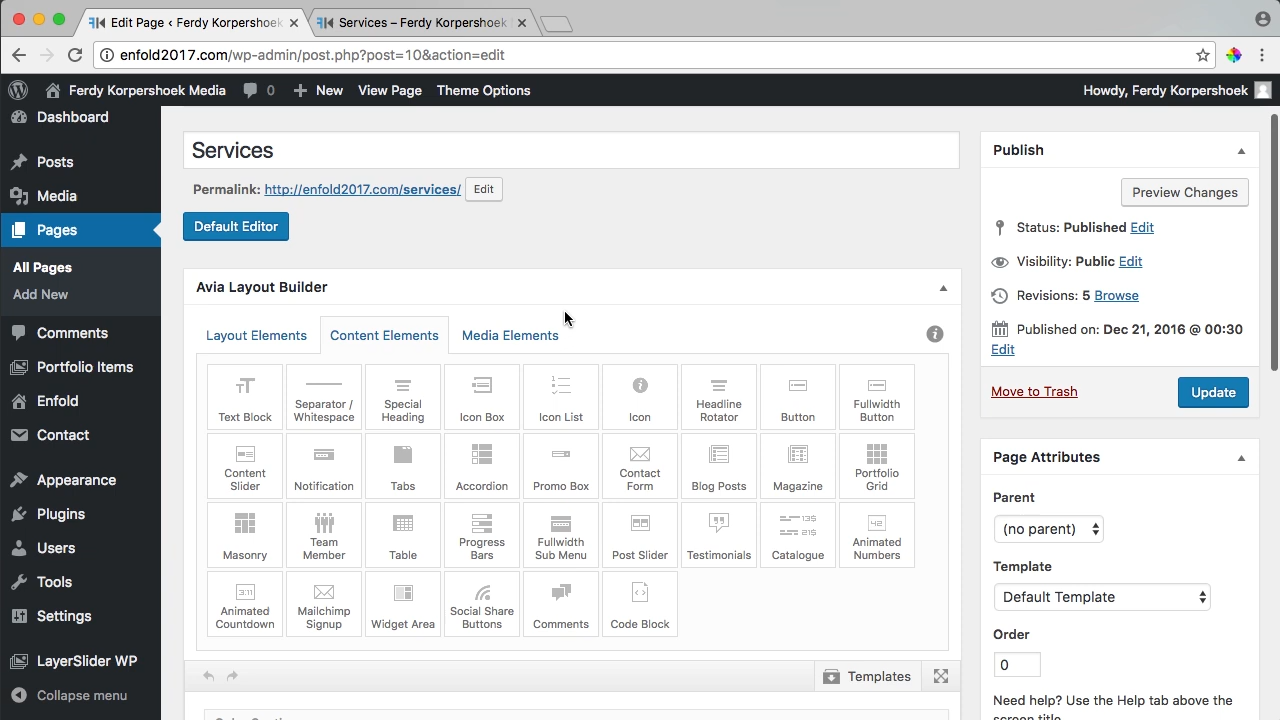 Edit Page ‹ Ferdy Korpershoek
Services – Ferdy Korpershoek
enfold2017.com/wp-admin/post.php?post=10&action=edit
Ferdy Korpershoek Media
0
New
View Page
Theme Options
Howdy, Ferdy Korpershoek
Dashboard
Posts
Media
Pages
All Pages
Add New
Comments
Portfolio Items
Enfold
Contact
Appearance
Plugins
Users
Tools
Settings
LayerSlider WP
Collapse menu
Services
Permalink: http://enfold2017.com/services/
Edit
Default Editor
Avia Layout Builder
Layout Elements
Content Elements
Media Elements
Text Block
Separator /
Whitespace
Special
Heading
Icon Box
Icon List
Icon
Headline
Rotator
Button
Fullwidth
Button
Content
Slider
Notification
Tabs
Accordion
Promo Box
Contact
Form
Blog Posts
Magazine
Portfolio
Grid
Masonry
Team
Member
Table
Progress
Bars
Fullwidth
Sub Menu
Post Slider
Testimonials
13$
21$
Catalogue
42
Animated
Numbers
3:11
Animated
Countdown
Mailchimp
Signup
Widget Area
Social Share
Buttons
Comments
Code Block
Templates
Publish
Preview Changes
Status: Published Edit
Visibility: Public Edit
Revisions: 5 Browse
Published on: Dec 21, 2016 @ 00:30
Edit
Move to Trash
Update
Page Attributes
Parent
(no parent)
Template
Default Template
Order
0
Need help? Use the Help tab above the
screen title